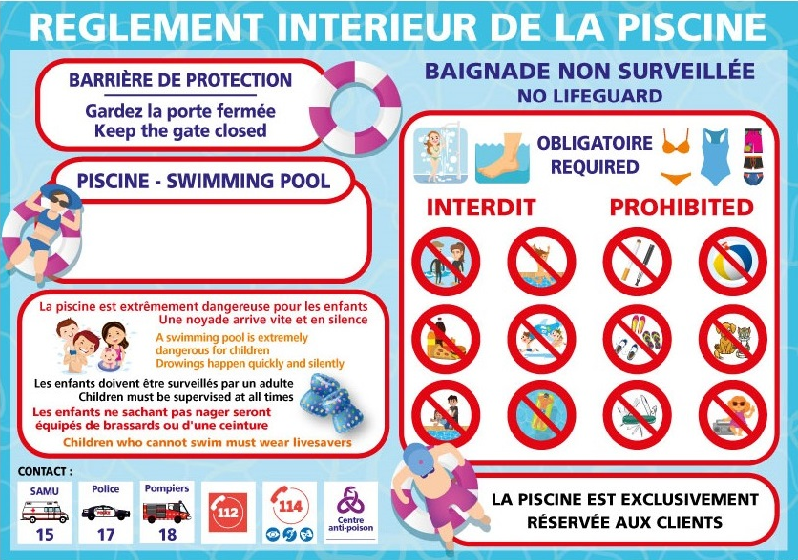 REGLEMENT INTERIEUR DE LA PISCINE
BARRIÈRE DE PROTECTION
Gardez la porte fermée
Keep the gate closed
PISCINE - SWIMMING POOL
La piscine est extrêmement dangereuse pour les enfants
Une noyade arrive vite et en silence
A swimming pool is extremely
dangerous for children
Drowings happen quickly and silently
Les enfants doivent être surveillés par un adulte
Children must be supervised at all times
Les enfants ne sachant pas nager seront
équipés de brassards ou d'une ceinture
Children who cannot swim must wear livesavers
CONTACT :
SAMU
15
Police
17
Pompiers
18
112
114
Centre
anti-poison
BAIGNADE NON SURVEILLÉE
NO LIFEGUARD
OBLIGATOIRE
REQUIRED
INTERDIT
PROHIBITED
LA PISCINE EST EXCLUSIVEMENT
RÉSERVÉE AUX CLIENTS